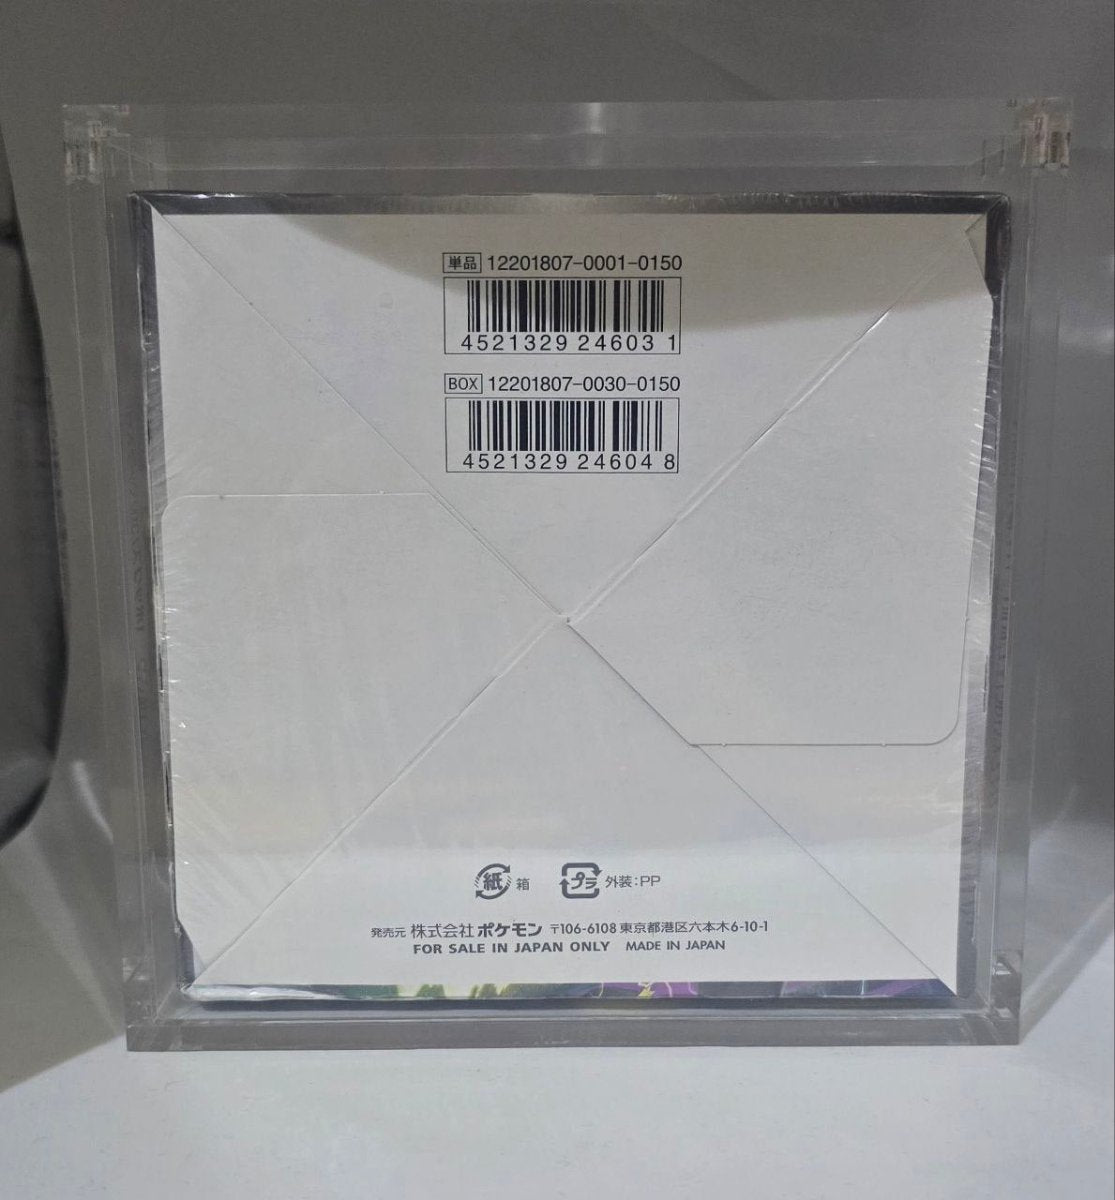 単品 12201807-0001-0150
4521329 24603 1
BOX 12201807-0030-0150
4521329 24604 8
紙 箱 プラ 外装:PP
発売元 株式会社 ポケモン 〒106-6108 東京都港区六本木6-10-1
FOR SALE IN JAPAN ONLY MADE IN JAPAN